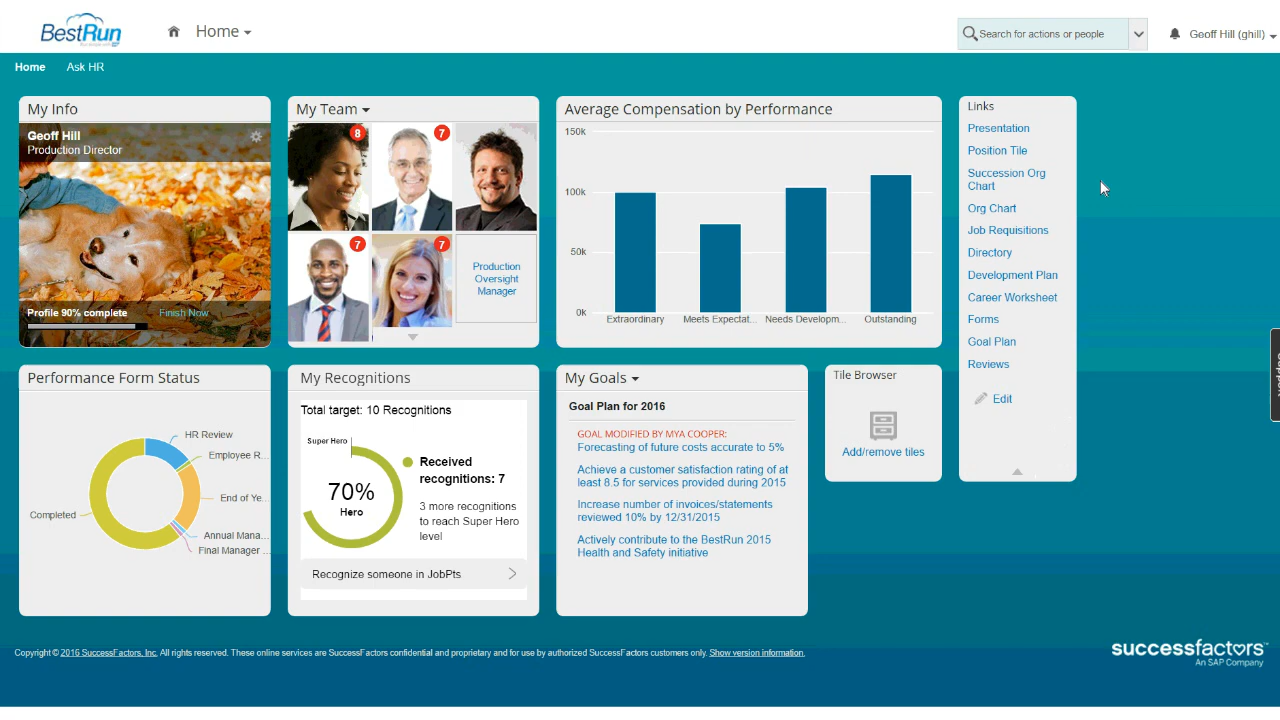 BestRun
Home
Search for actions or people
Geoff Hill (ghill)
Home
Ask HR
My Info
Geoff Hill
Production Director
Profile 90% complete
Finish Now
My Team
8
7
7
7
Production
Oversight
Manager
Average Compensation by Performance
150k
100k
50k
0k
Extraordinary
Meets Expectat...
Needs Developm...
Outstanding
Links
Presentation
Position Tile
Succession Org
Chart
Org Chart
Job Requisitions
Directory
Development Plan
Career Worksheet
Forms
Goal Plan
Reviews
Edit
Performance Form Status
HR Review
Employee R...
End of Ye...
Annual Mana...
Final Manager ...
Completed
My Recognitions
Total target: 10 Recognitions
Super Hero
70%
Hero
Received
recognitions: 7
3 more recognitions
to reach Super Hero
level
Recognize someone in JobPts
My Goals
Goal Plan for 2016
GOAL MODIFIED BY MYA COOPER:
Forecasting of future costs accurate to 5%
Achieve a customer satisfaction rating of at
least 8.5 for services provided during 2015
Increase number of invoices/statements
reviewed 10% by 12/31/2015
Actively contribute to the BestRun 2015
Health and Safety initiative
Tile Browser
Add/remove tiles
Copyright © 2016 SuccessFactors, Inc. All rights reserved. These online services are SuccessFactors confidential and proprietary and for use by authorized SuccessFactors customers only. Show version information.
successfactors™
An SAP Company